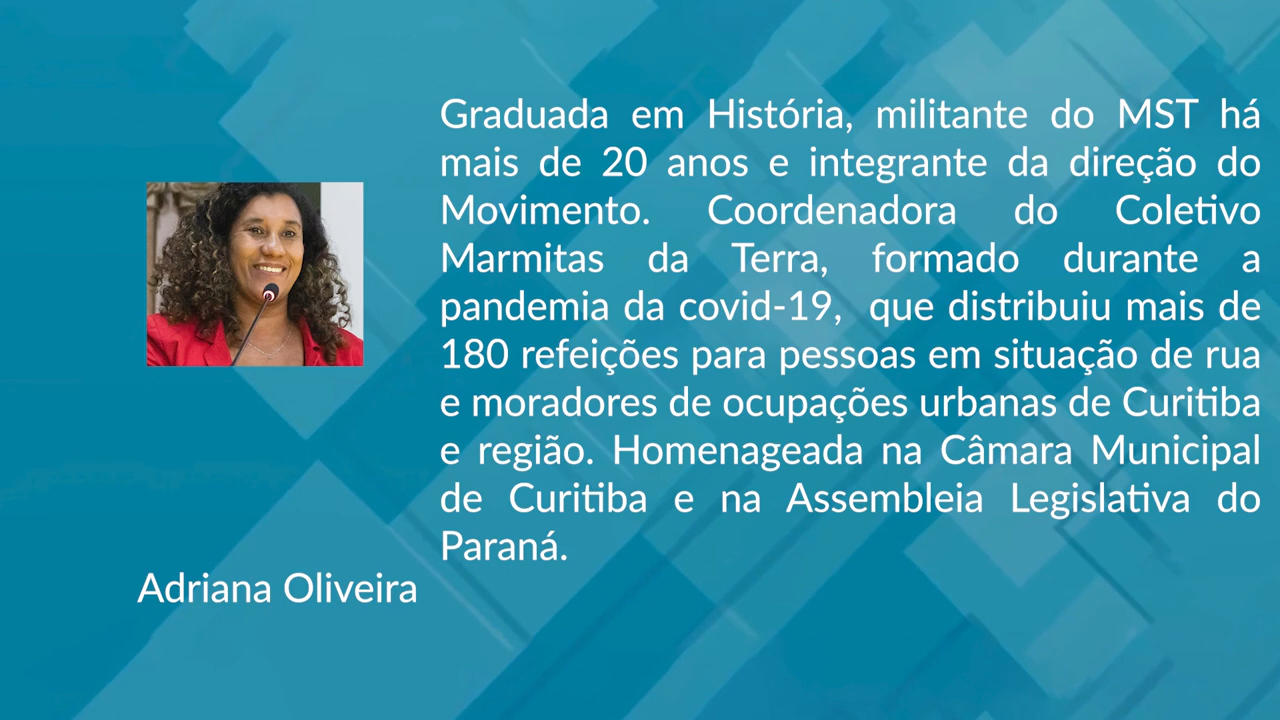 Graduada em História, militante do MST há
mais de 20 anos e integrante da direção do
Movimento. Coordenadora do Coletivo
Marmitas da Terra, formado durante a
pandemia da covid-19, que distribuiu mais de
180 refeições para pessoas em situação de rua
e moradores de ocupações urbanas de Curitiba
e região. Homenageada na Câmara Municipal
de Curitiba e na Assembleia Legislativa do
Paraná.
Adriana Oliveira